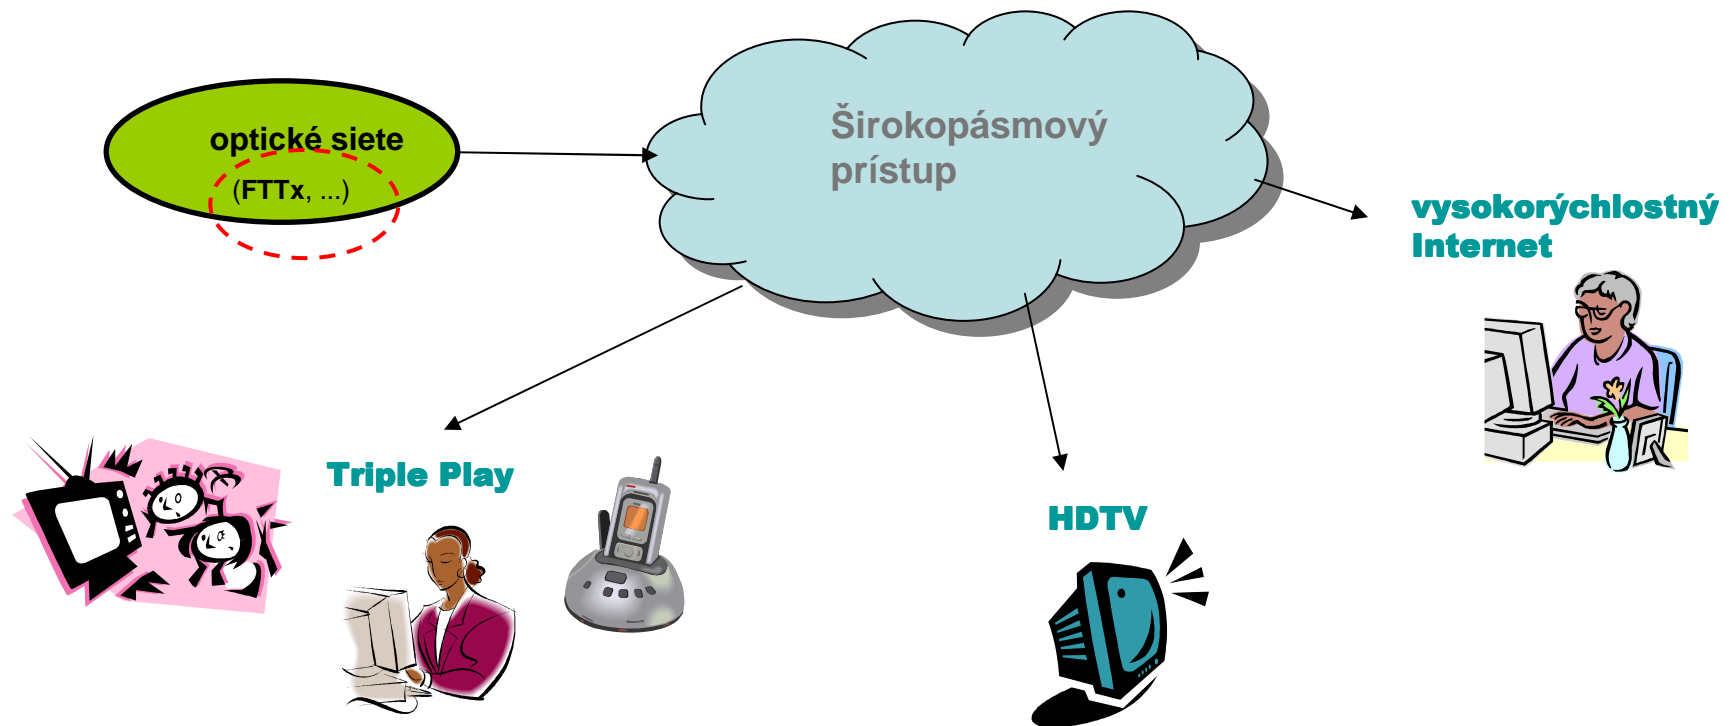 optické siete
(FTTx, ...)
Širokopásmový
prístup
vysokorýchlostný
Internet
Triple Play
HDTV